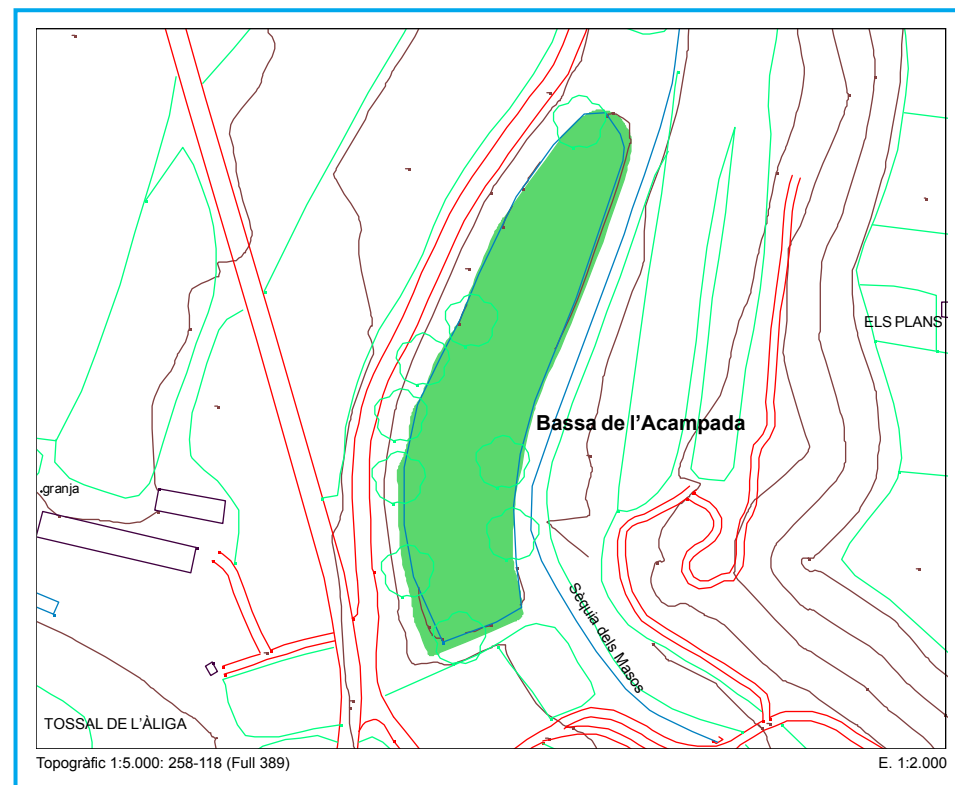 ELS PLANS
Bassa de l'Acampada
granja
Sèquia dels Masos
TOSSAL DE L'ÀLIGA
Topogràfic 1:5.000: 258-118 (Full 389)
E. 1:2.000